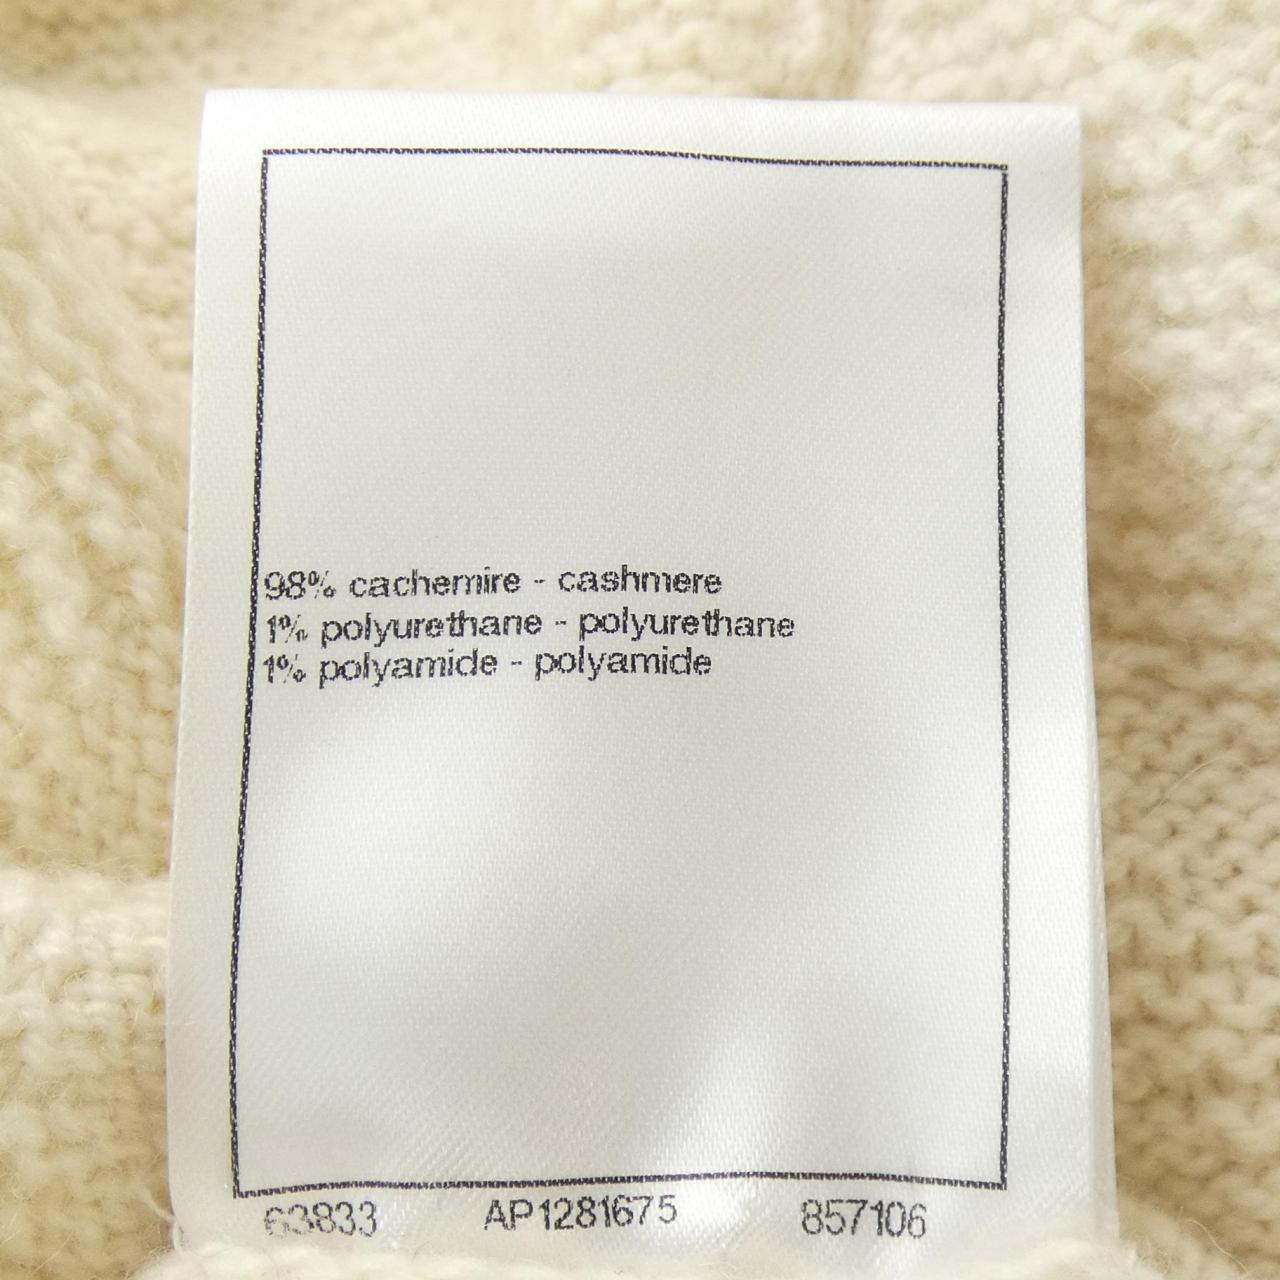 98% cachemire - cashmere
1% polyurethane - polyurethane
1% polyamide - polyamide
63833 AP1281675 857106